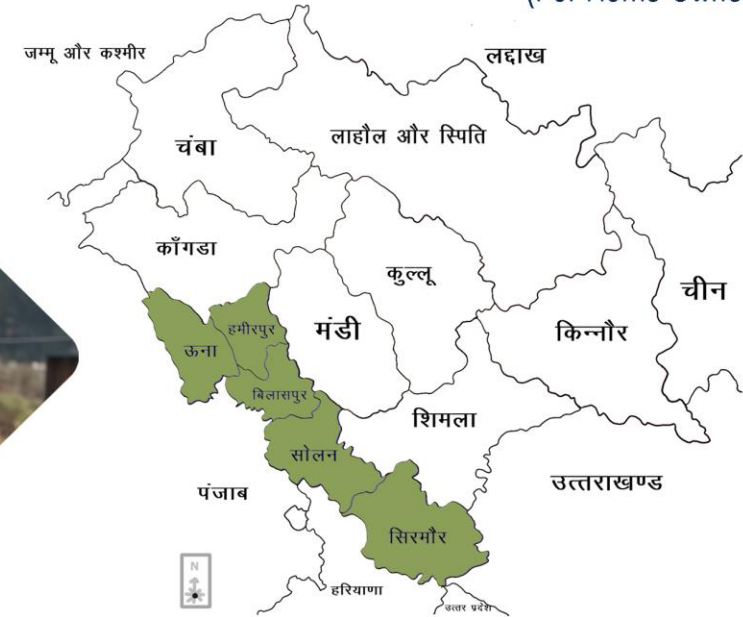 जम्मू और कश्मीर
लद्दाख
चंबा
लाहौल और स्पिति
काँगडा
कुल्लू
चीन
हमीरपुर
मंडी
किन्नौर
ऊना
बिलासपुर
शिमला
सोलन
पंजाब
उत्तराखण्ड
सिरमौर
N
हरियाणा
उत्तर प्रदेश